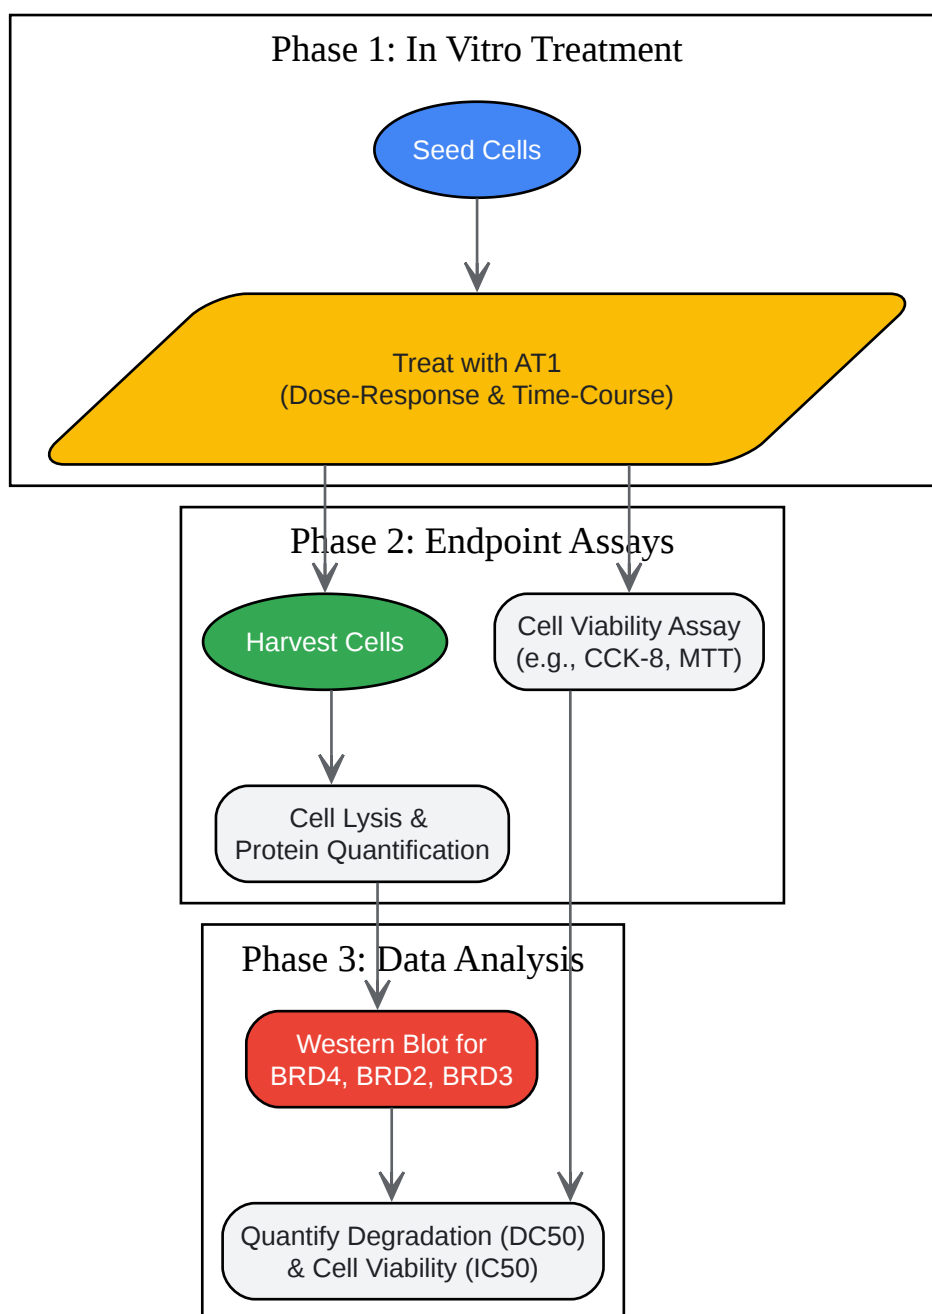 Phase 1: In Vitro Treatment
Seed Cells
Treat with AT1
(Dose-Response & Time-Course)
Phase 2: Endpoint Assays
Harvest Cells
Cell Viability Assay
(e.g., CCK-8, MTT)
Cell Lysis &
Protein Quantification
Phase 3: Data Analysis
Western Blot for
BRD4, BRD2, BRD3
Quantify Degradation (DC50)
& Cell Viability (IC50)